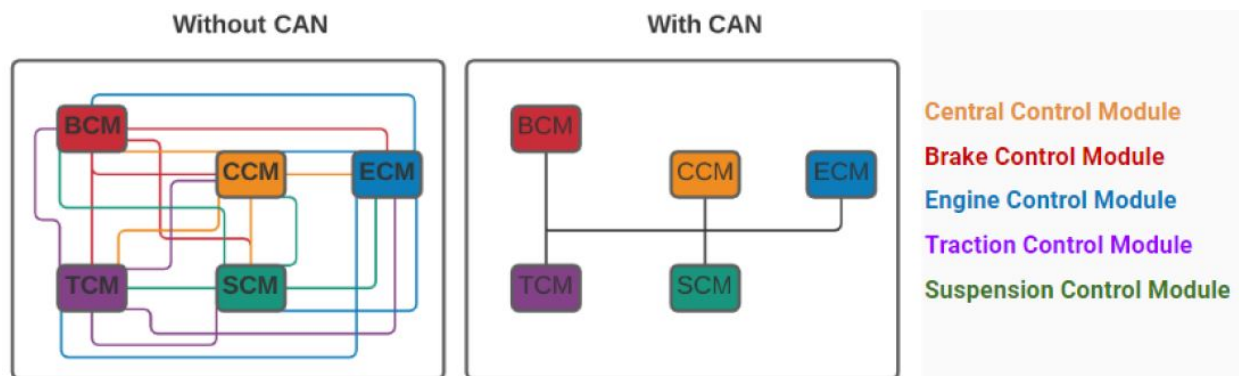 Without CAN
With CAN
BCM
CCM
ECM
TCM
SCM
BCM
CCM
ECM
TCM
SCM
Central Control Module
Brake Control Module
Engine Control Module
Traction Control Module
Suspension Control Module